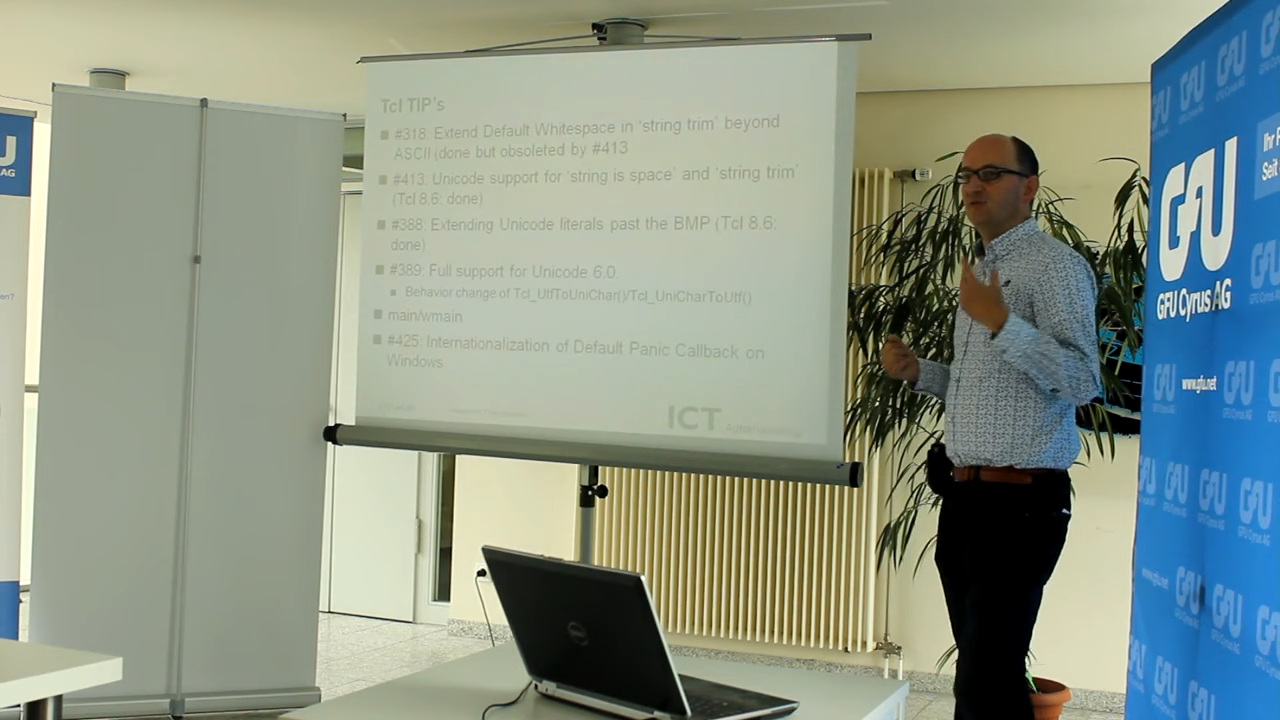 Tcl TIP's
#318: Extend Default Whitespace in 'string trim' beyond
ASCII (done but obsoleted by #413
#413: Unicode support for 'string is space' and 'string trim'
(Tcl 8.6: done)
#388: Extending Unicode literals past the BMP (Tcl 8.6:
done)
#389: Full support for Unicode 6.0.
Behavior change of Tcl_UtfToUniChar()/Tcl_UniCharToUtf()
main/wmain
#425: Internationalization of Default Panic Callback on
Windows
ICT
GFU
GFU Cyrus AG
www.gfu.net
Seit
AG